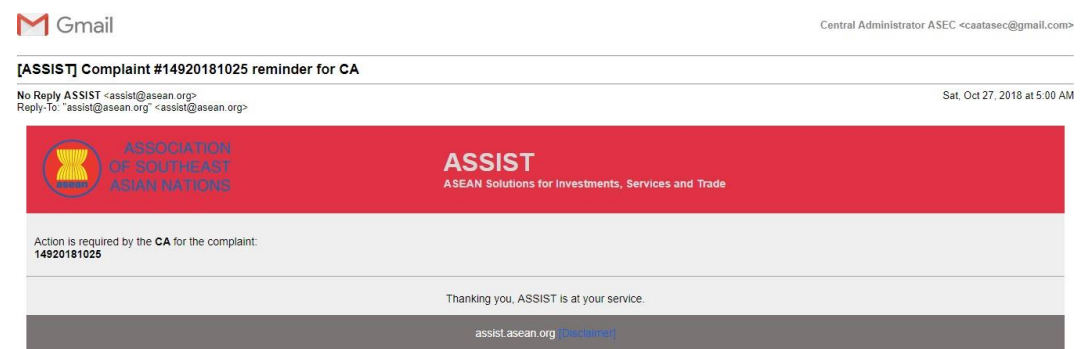 Gmail
Central Administrator ASEC <caatasec@gmail.com>
[ASSIST] Complaint #14920181025 reminder for CA
No Reply ASSIST <assist@asean.org>
Sat, Oct 27, 2018 at 5:00 AM
Reply-To: "assist@asean.org" <assist@asean.org>
ASSOCIATION
OF SOUTHEAST
ASIAN NATIONS
asean
ASSIST
ASEAN Solutions for Investments, Services and Trade
Action is required by the CA for the complaint:
14920181025
Thanking you, ASSIST is at your service.
assist.asean.org [Disclaimer]